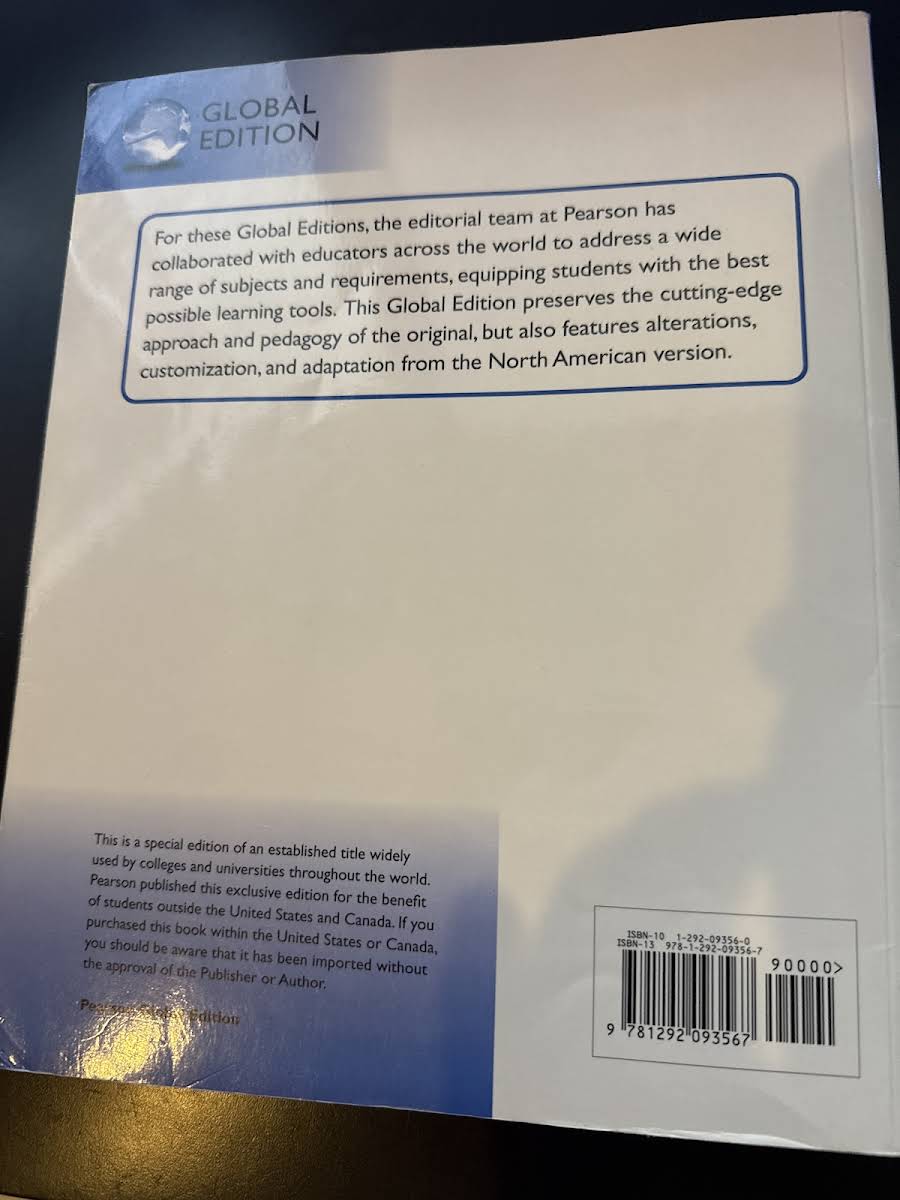 GLOBAL
EDITION
For these Global Editions, the editorial team at Pearson has
collaborated with educators across the world to address a wide
range of subjects and requirements, equipping students with the best
possible learning tools. This Global Edition preserves the cutting-edge
approach and pedagogy of the original, but also features alterations,
customization, and adaptation from the North American version.
This is a special edition of an established title widely
used by colleges and universities throughout the world.
Pearson published this exclusive edition for the benefit
of students outside the United States and Canada. If you
purchased this book within the United States or Canada,
you should be aware that it has been imported without
the approval of the Publisher or Author.
Pearson Global Edition
ISBN-10 1-292-09356-0
ISBN-13 978-1-292-09356-7
90000>
9 781292 093567